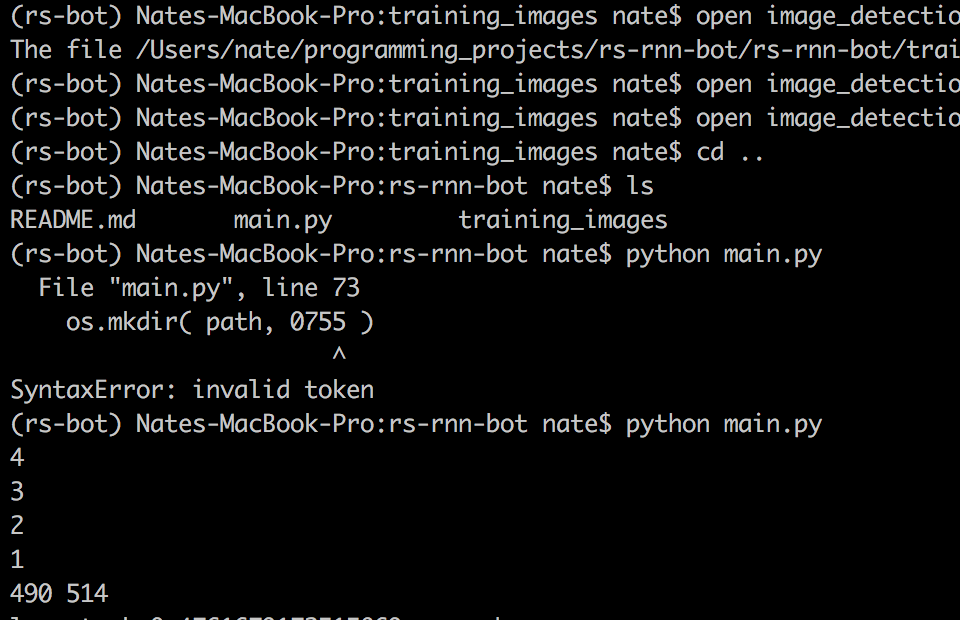 (rs-bot) Nates-MacBook-Pro:training_images nate$ open image_detectio
The file /Users/nate/programming_projects/rs-rnn-bot/rs-rnn-bot/trai
(rs-bot) Nates-MacBook-Pro:training_images nate$ open image_detectio
(rs-bot) Nates-MacBook-Pro:training_images nate$ open image_detectio
(rs-bot) Nates-MacBook-Pro:training_images nate$ cd ..
(rs-bot) Nates-MacBook-Pro:rs-rnn-bot nate$ ls
README.md main.py training_images
(rs-bot) Nates-MacBook-Pro:rs-rnn-bot nate$ python main.py
File "main.py", line 73
os.mkdir( path, 0755 )
^
SyntaxError: invalid token
(rs-bot) Nates-MacBook-Pro:rs-rnn-bot nate$ python main.py
4
3
2
1
490 514